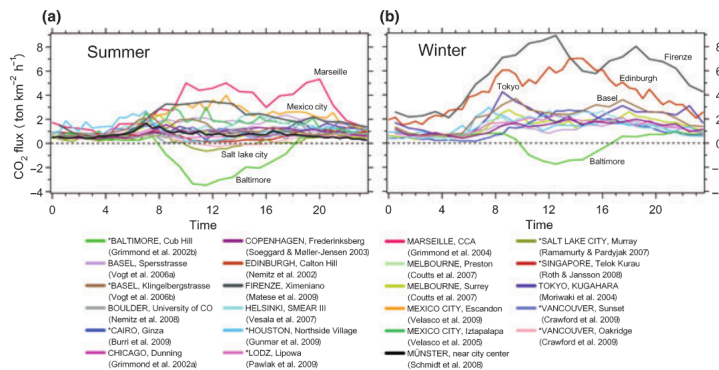 (a)
(b)
Summer
Winter
Marseille
Mexico city
Salt lake city
Baltimore
Tokyo
Firenze
Edinburgh
Basel
Baltimore
CO2 flux ( ton km−2 h−1)
8
6
4
2
0
−2
−4
8
6
4
2
0
−2
−4
0 4 8 12 16 20
0 4 8 12 16 20
Time
Time
*BALTIMORE, Cub Hill
(Grimmond et al. 2002b)
BASEL, Spenstrasse
(Vogt et al. 2006a)
*BASEL, Klingelbergstrasse
(Vogt et al. 2006b)
BOULDER, University of CO
(Nemitz et al. 2008)
*CAIRO, Ginza
(Burri et al. 2009)
CHICAGO, Dunning
(Grimmond et al. 2002a)
COPENHAGEN, Frederinksberg
(Soeggard & Møller-Jensen 2003)
EDINBURGH, Calton Hill
(Nemitz et al. 2002)
FIRENZE, Ximeniano
(Matese et al. 2009)
HELSINKI, SMEAR III
(Vesala et al. 2007)
*HOUSTON, Northside Village
(Gunmar et al. 2009)
*LODZ, Lipowa
(Pawlak et al. 2009)
MARSEILLE, CCA
(Grimmond et al. 2004)
MELBOURNE, Preston
(Coutts et al. 2007)
MELBOURNE, Surrey
(Coutts et al. 2007)
MEXICO CITY, Escandon
(Velasco et al. 2009)
MEXICO CITY, Iztapalapa
(Velasco et al. 2005)
MÜNSTER, near city center
(Schmidt et al. 2008)
*SALT LAKE CITY, Murray
(Ramamurty & Pardyjak 2007)
*SINGAPORE, Telok Kurau
(Roth & Jansson 2008)
TOKYO, KUGAHARA
(Moriwaki et al. 2004)
*VANCOUVER, Sunset
(Crawford et al. 2009)
*VANCOUVER, Oakridge
(Crawford et al. 2009)